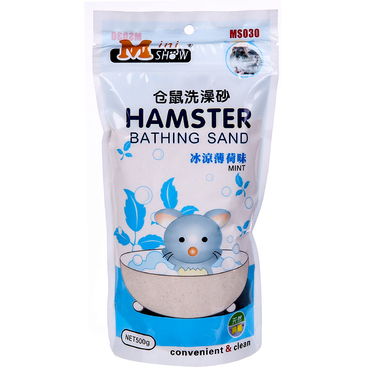 MS030
Mini
SHOW
仓鼠洗澡砂
HAMSTER
BATHING SAND
冰凉薄荷味
MINT
NET500g
convenient & clean